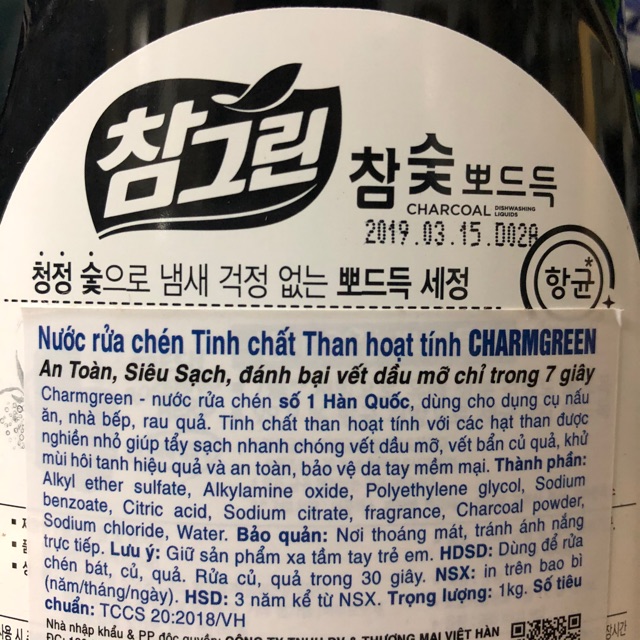 참그린
참숯 뽀드득
CHARCOAL DISHWASHING LIQUIDS
2019.03.15.D02A
청정 숯으로 냄새 걱정 없는 뽀드득 세정
항균*
Nước rửa chén Tinh chất Than hoạt tính CHARMGREEN
An Toàn, Siêu Sạch, đánh bại vết dầu mỡ chỉ trong 7 giây
Charmgreen - nước rửa chén số 1 Hàn Quốc, dùng cho dụng cụ nấu
ăn, nhà bếp, rau quả. Tinh chất than hoạt tính với các hạt than được
nghiền nhỏ giúp tẩy sạch nhanh chóng vết dầu mỡ, vết bẩn củ quả, khử
mùi hôi tanh hiệu quả và an toàn, bảo vệ da tay mềm mại. Thành phần:
Alkyl ether sulfate, Alkylamine oxide, Polyethylene glycol, Sodium
benzoate, Citric acid, Sodium citrate, fragrance, Charcoal powder,
Sodium chloride, Water. Bảo quản: Nơi thoáng mát, tránh ánh nắng
trực tiếp. Lưu ý: Giữ sản phẩm xa tầm tay trẻ em. HDSD: Dùng để rửa
chén bát, củ, quả. Rửa củ, quả trong 30 giây. NSX: in trên bao bì
(năm/tháng/ngày). HSD: 3 năm kể từ NSX. Trọng lượng: 1kg. Số tiêu
chuẩn: TCCS 20:2018/VH
Nhà nhập khẩu & PP độc quyền: CÔNG TY TNHH DV & THƯƠNG MẠI VIỆT HÀN